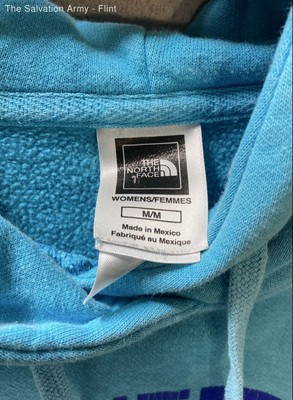 The Salvation Army - Flint
THE
NORTH
FACE
WOMENS/FEMMES
M/M
Made in Mexico
Fabriqué au Mexique